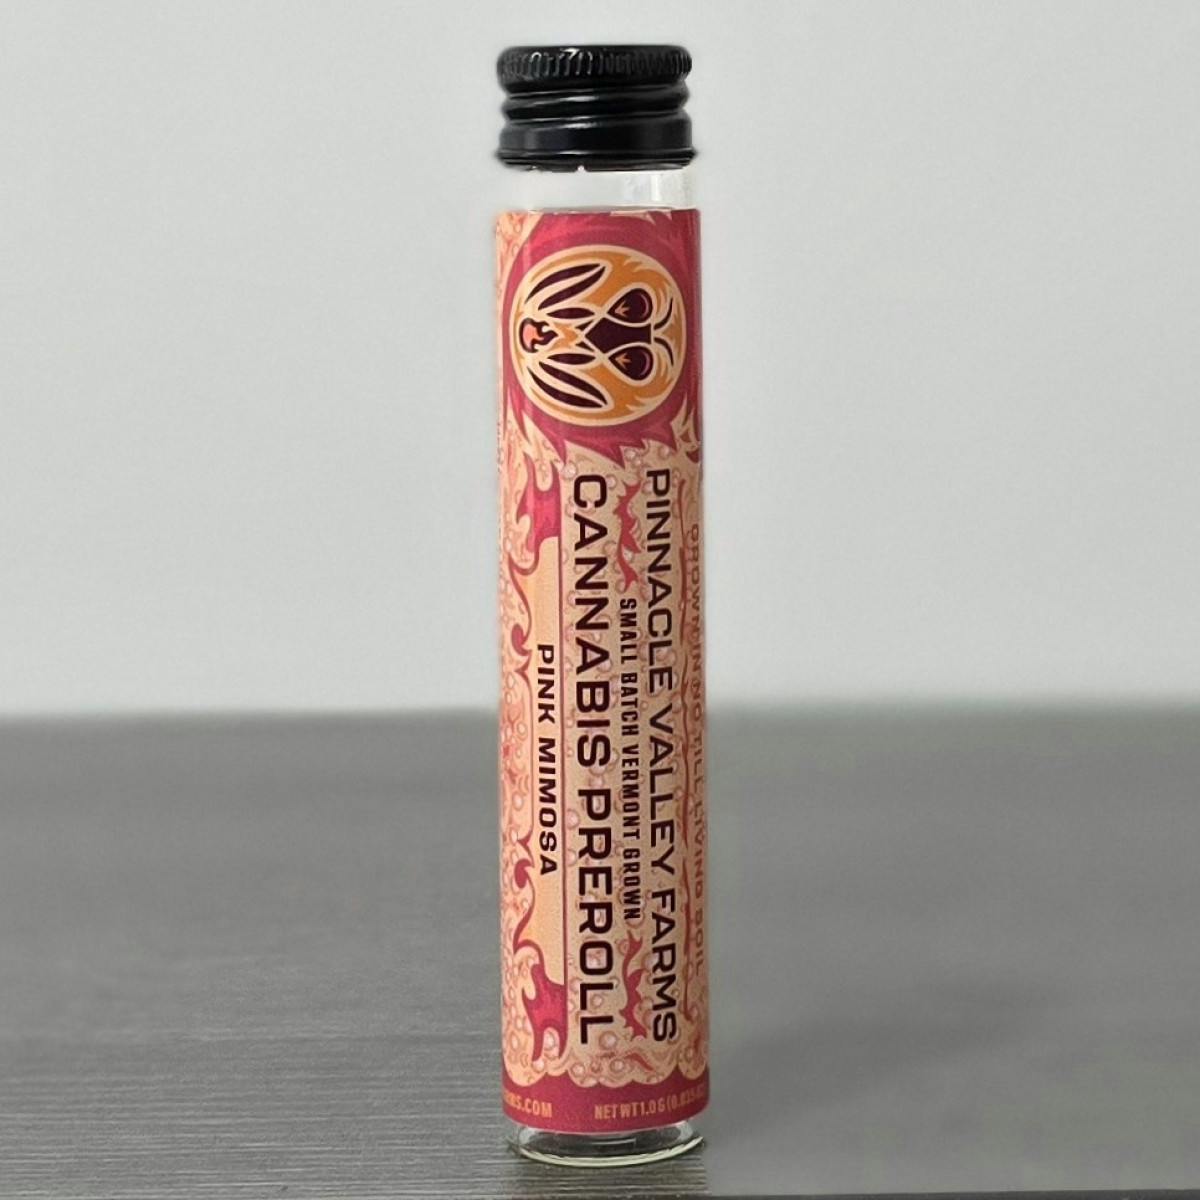 GROWN IN NO TILL LIVING SOIL
PINNACLE VALLEY FARMS
SMALL BATCH VERMONT GROWN
CANNABIS PREROLL
PINK MIMOSA
NET WT 1.0 G